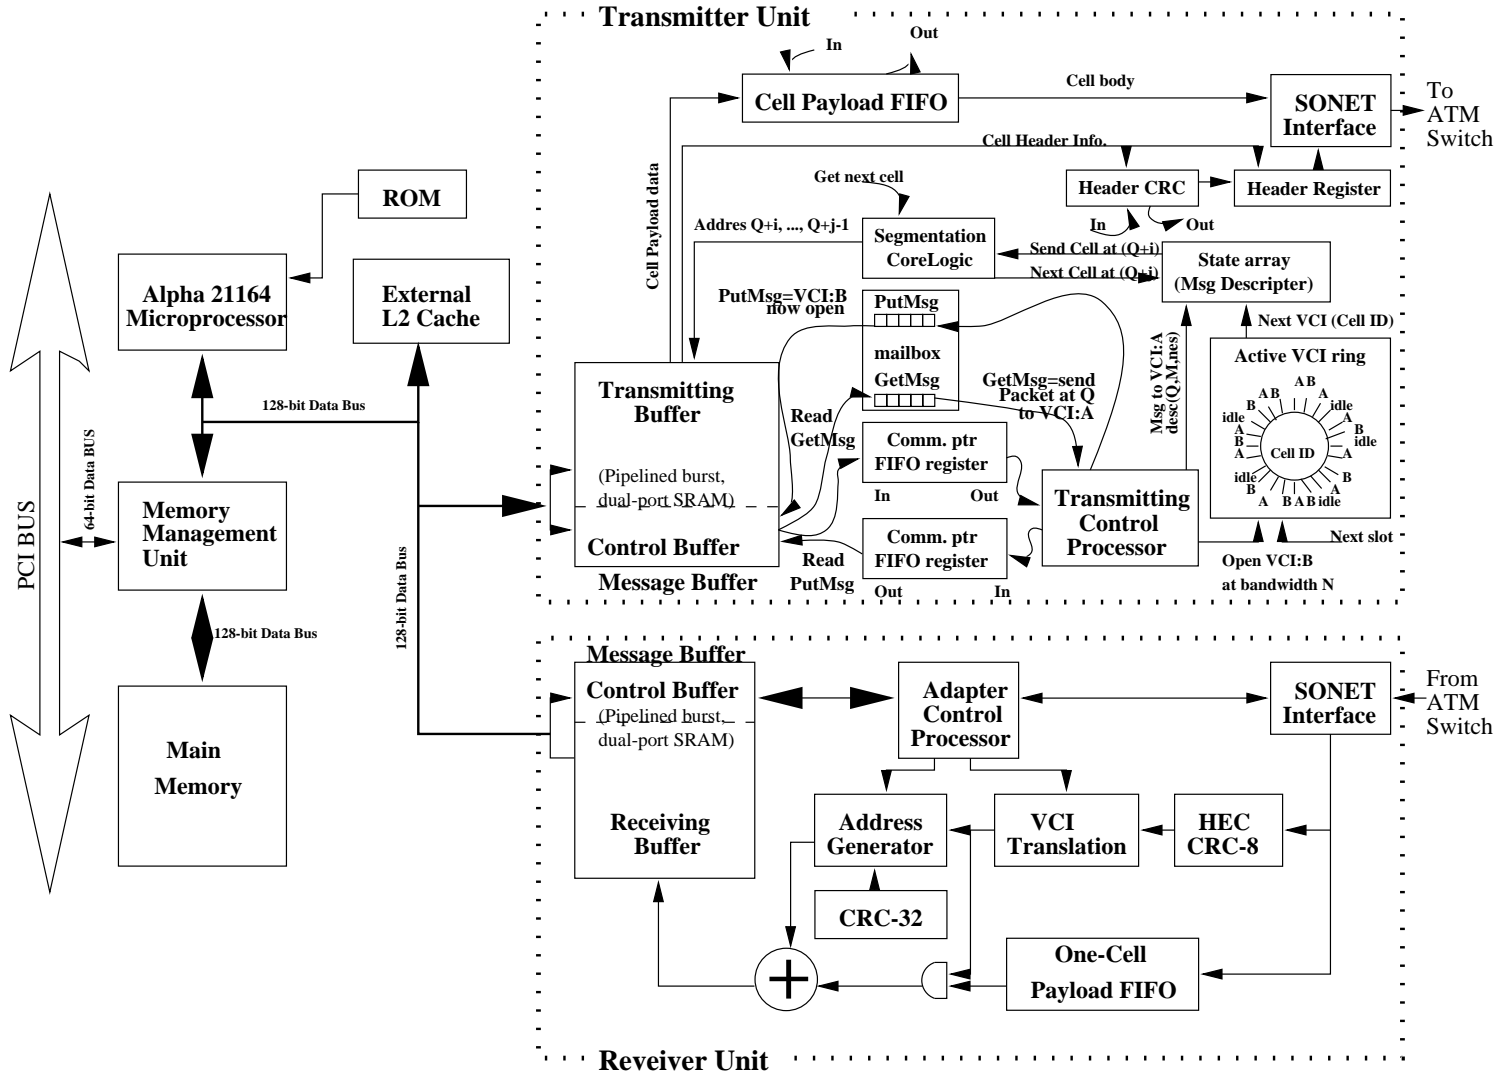 Transmitter Unit
In
Out
Cell Payload FIFO
Cell body
SONET
Interface
To
ATM
Switch
Cell Header Info.
Cell Payload data
Get next cell
Header CRC
Header Register
In
Out
ROM
Addres Q+i, ..., Q+j-1
Segmentation
CoreLogic
Send Cell at (Q+i)
Next Cell at (Q+i)
State array
(Msg Descripter)
Alpha 21164
Microprocessor
External
L2 Cache
PutMsg=VCI:B
now open
PutMsg
mailbox
GetMsg
GetMsg=send
Packet at Q
to VCI:A
Msg to VCI:A
desc(Q,M,nes)
Next VCI (Cell ID)
Active VCI ring
A
B
A
B
idle
A
B
A
idle
B
A
B
A
B
idle
A
B
A
idle
B
A
idle
Cell ID
128-bit Data Bus
Transmitting
Buffer
(Pipelined burst,
dual-port SRAM)
Control Buffer
Message Buffer
Read
GetMsg
Comm. ptr
FIFO register
In
Out
Comm. ptr
FIFO register
Out
In
Read
PutMsg
Transmitting
Control
Processor
Next slot
Open VCI:B
at bandwidth N
PCI BUS
64-bit Data BUS
Memory
Management
Unit
128-bit Data Bus
128-bit Data Bus
Main
Memory
Message Buffer
Control Buffer
(Pipelined burst,
dual-port SRAM)
Receiving
Buffer
Adapter
Control
Processor
SONET
Interface
From
ATM
Switch
Address
Generator
VCI
Translation
HEC
CRC-8
CRC-32
One-Cell
Payload FIFO
Reveiver Unit